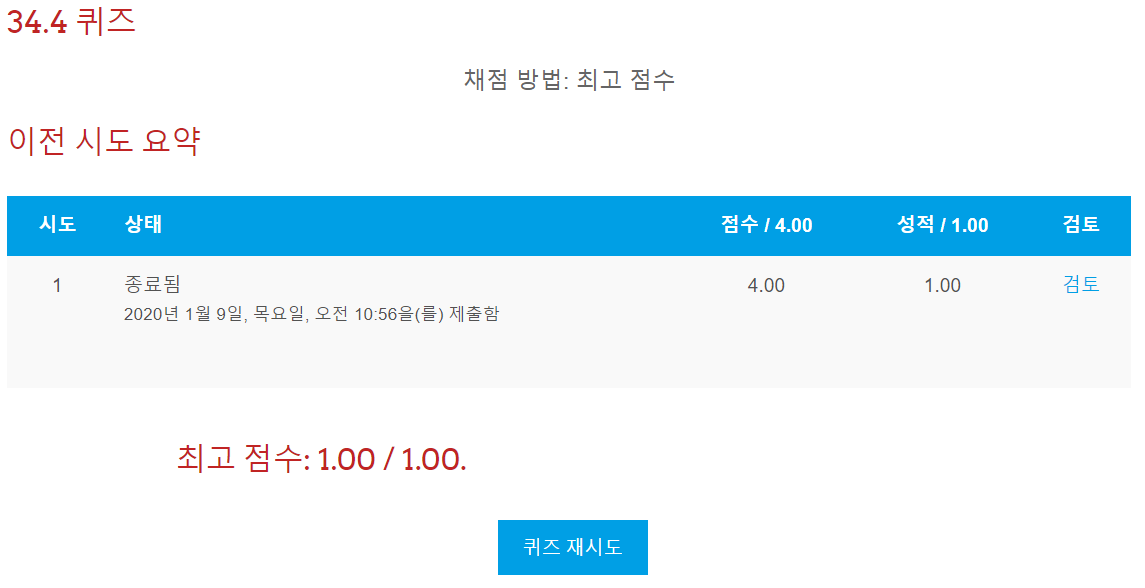 34.4 퀴즈
채점 방법: 최고 점수
이전 시도 요약
시도 상태 점수 / 4.00 성적 / 1.00 검토
1 종료됨 4.00 1.00 검토
2020년 1월 9일, 목요일, 오전 10:56을(를) 제출함
최고 점수: 1.00 / 1.00.
퀴즈 재시도